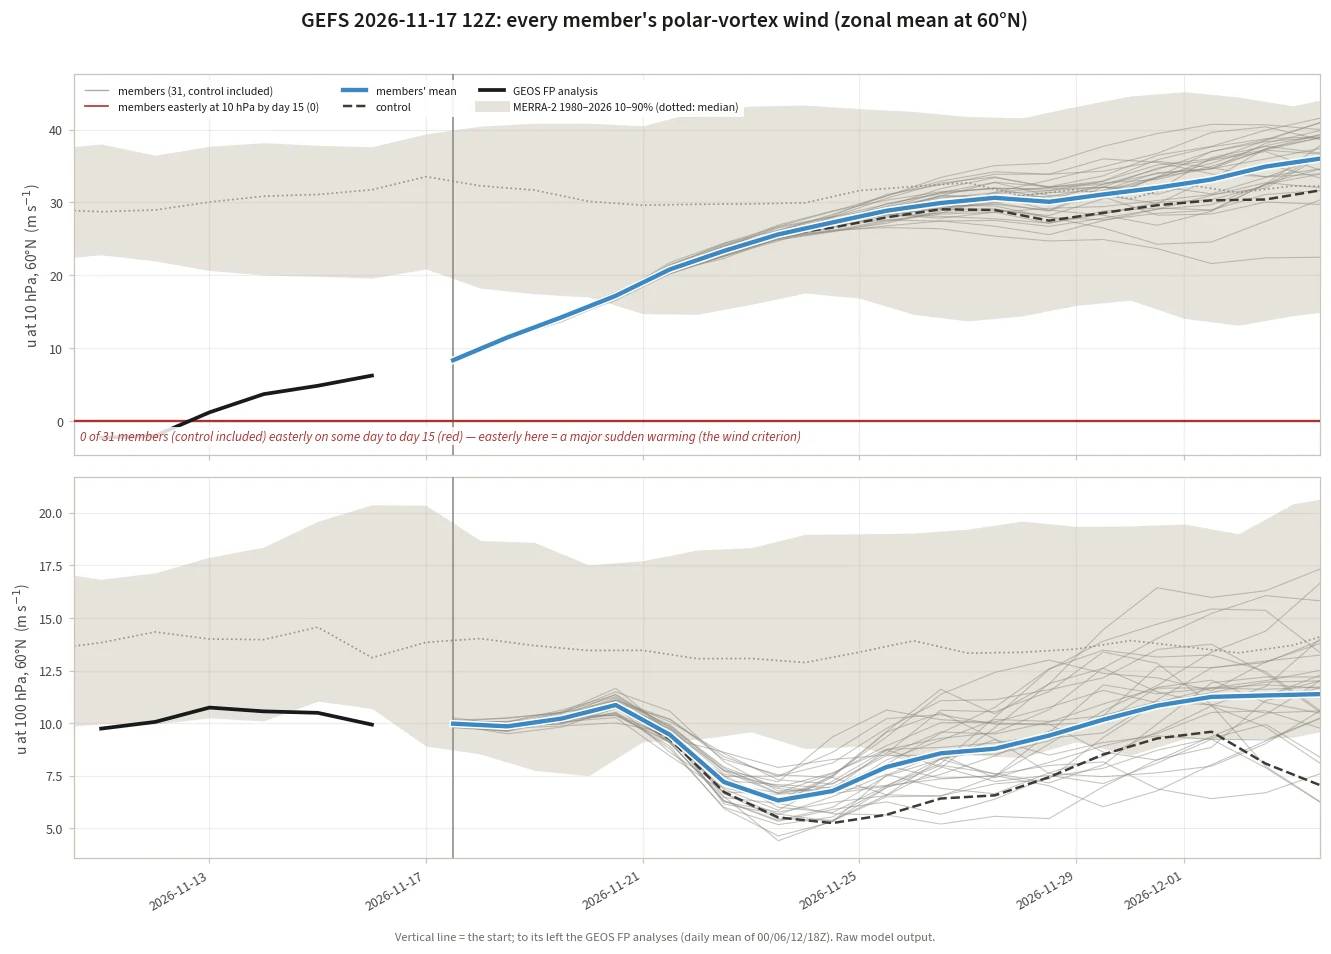 GEFS 2026-11-17 12Z: every member's polar-vortex wind (zonal mean at 60°N)
members (31, control included)
members easterly at 10 hPa by day 15 (0)
members' mean
control
GEOS FP analysis
MERRA-2 1980–2026 10–90% (dotted: median)
u at 10 hPa, 60°N (m s⁻¹)
40
30
20
10
0
0 of 31 members (control included) easterly on some day to day 15 (red) — easterly here = a major sudden warming (the wind criterion)
u at 100 hPa, 60°N (m s⁻¹)
20.0
17.5
15.0
12.5
10.0
7.5
5.0
2026-11-13
2026-11-17
2026-11-21
2026-11-25
2026-11-29
2026-12-01
Vertical line = the start; to its left the GEOS FP analyses (daily mean of 00/06/12/18Z). Raw model output.